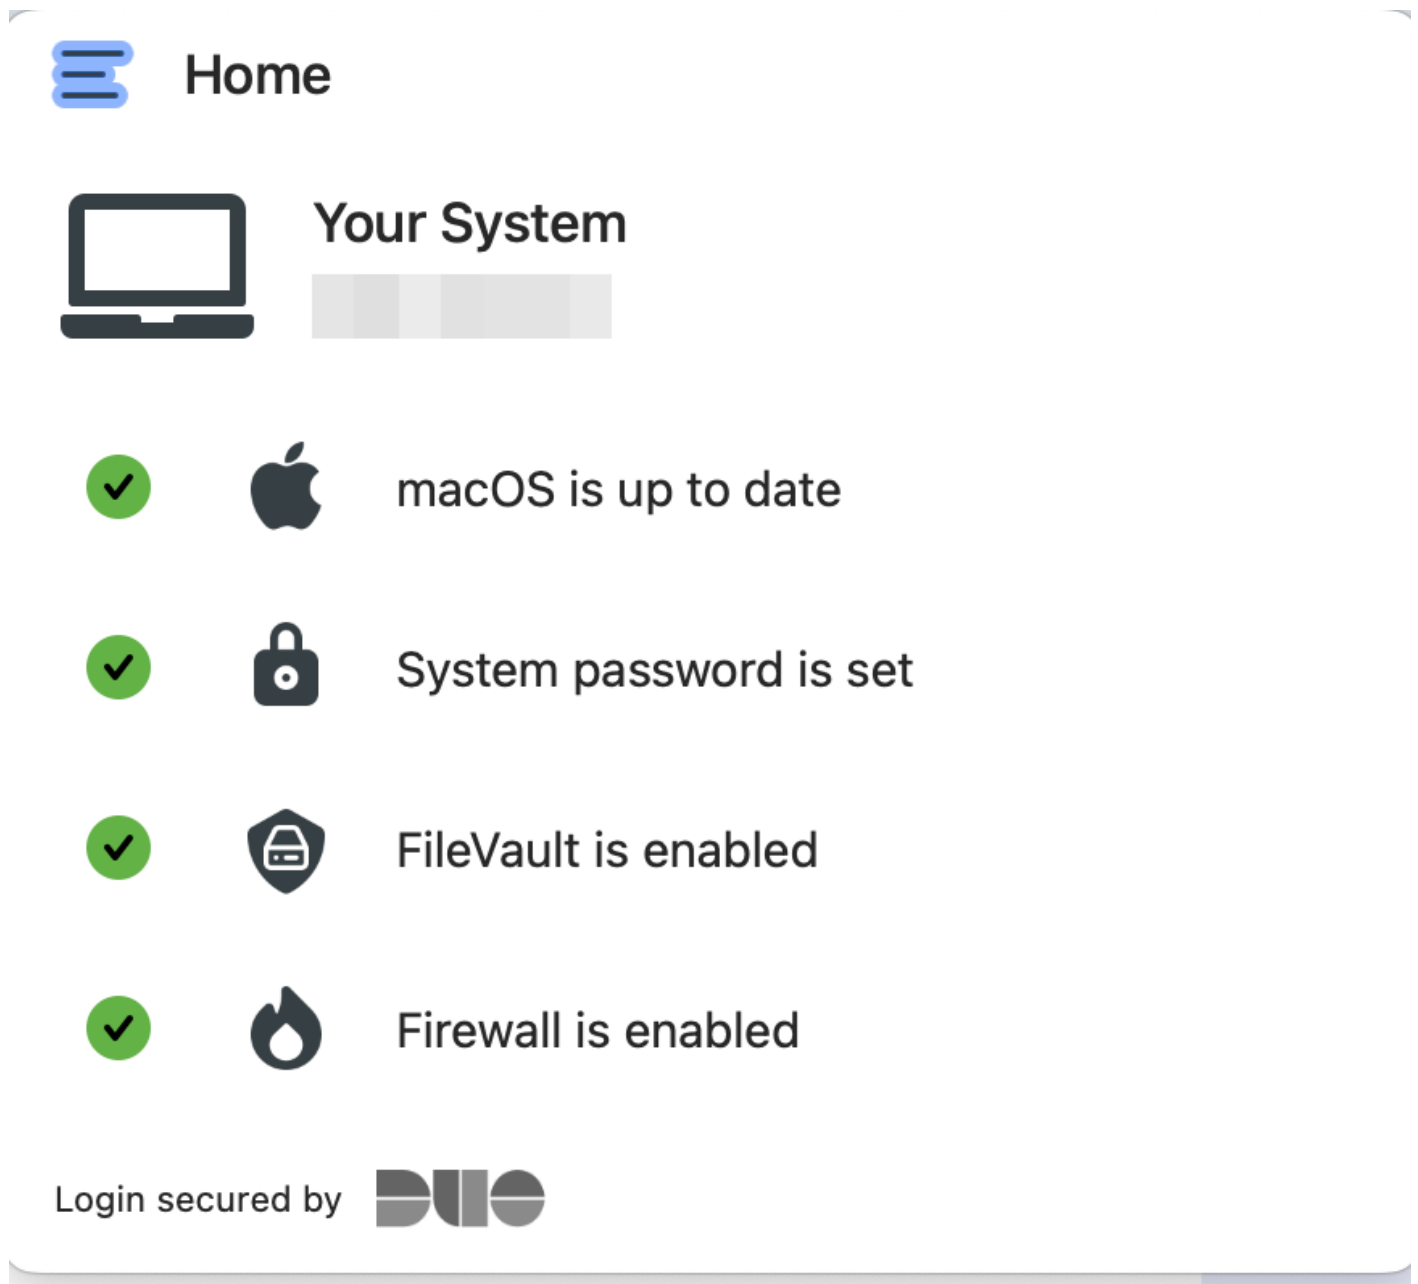 Home
Your System
macOS is up to date
System password is set
FileVault is enabled
Firewall is enabled
Login secured by DUO